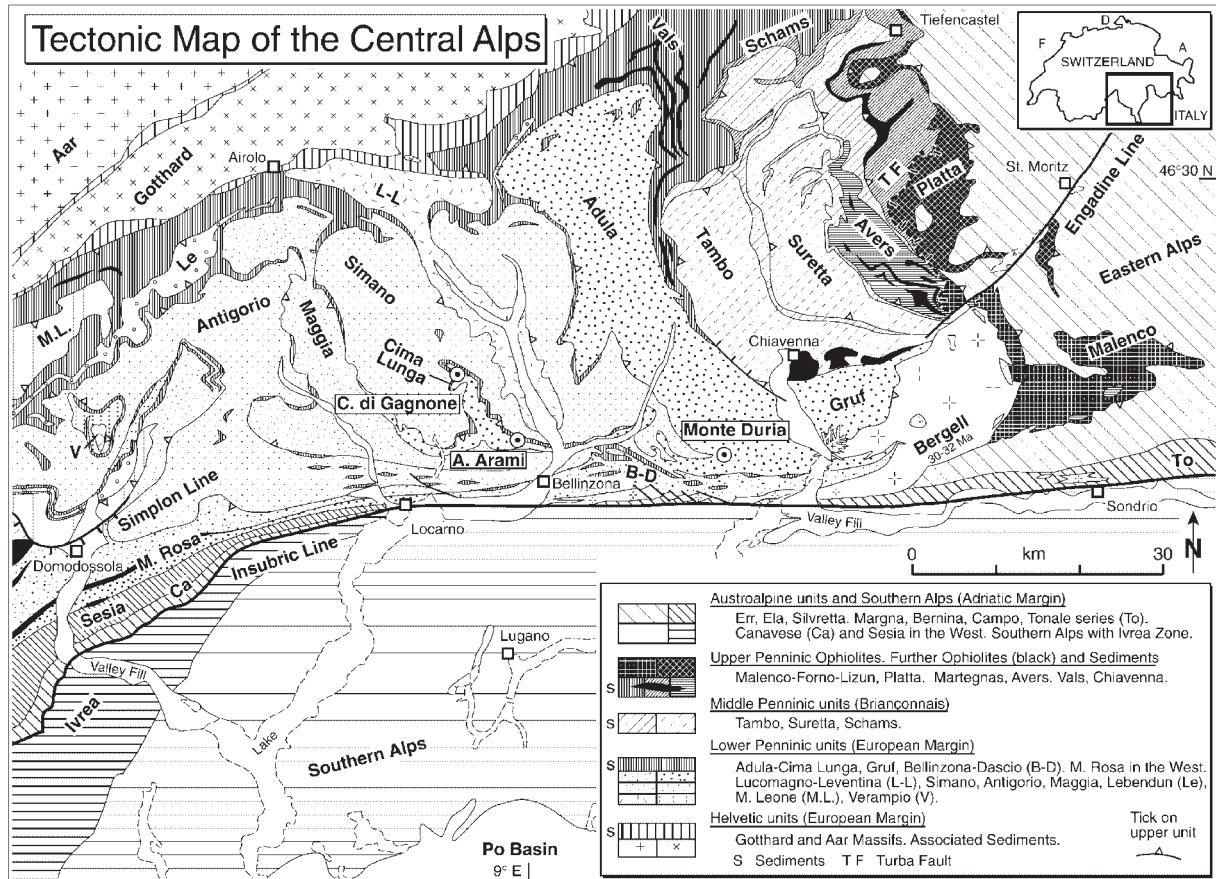 Tectonic Map of the Central Alps
Vals
Schams
Tiefencastel
D
F
A
SWITZERLAND
ITALY
Aar
Gotthard
Airolo
L-L
Adula
T F
Platta
St. Moritz
46°30 N
Engadine Line
Eastern Alps
Le
Simano
Tambo
Suretta
Avers
M.L.
Antigorio
Maggia
Cima
Lunga
Chiavenna
Malenco
C. di Gagnone
Gruf
Monte Duria
Bergell
30-32 Ma
V
A. Arami
B-D
Bellinzona
To
Simplon Line
Locarno
Valley Fill
Sondrio
Domodossola
M. Rosa
Insubric Line
Ca
Sesia
0 km 30
N
Lugano
Valley Fill
Ivrea
Lake
Southern Alps
Po Basin
9° E
Austroalpine units and Southern Alps (Adriatic Margin)
Err, Ela, Silvretta. Margna, Bernina, Campo, Tonale series (To).
Canavese (Ca) and Sesia in the West. Southern Alps with Ivrea Zone.
Upper Penninic Ophiolites. Further Ophiolites (black) and Sediments
S Malenco-Forno-Lizun, Platta. Martegnas, Avers. Vals, Chiavenna.
Middle Penninic units (Briançonnais)
S Tambo, Suretta, Schams.
Lower Penninic units (European Margin)
S Adula-Cima Lunga, Gruf, Bellinzona-Dascio (B-D). M. Rosa in the West.
Lucomagno-Leventina (L-L), Simano, Antigorio, Maggia, Lebendun (Le),
M. Leone (M.L.), Verampio (V).
Helvetic units (European Margin)
S Gotthard and Aar Massifs. Associated Sediments.
S Sediments T F Turba Fault
Tick on
upper unit